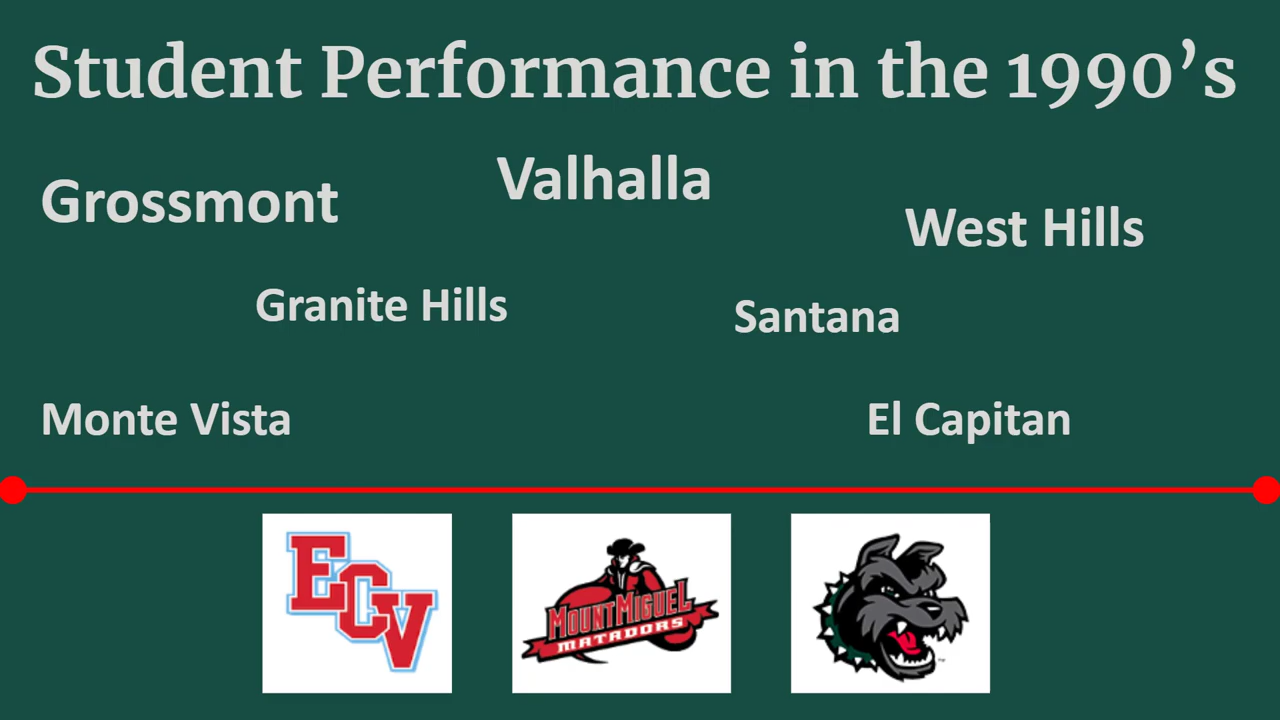 Student Performance in the 1990’s
Valhalla
Grossmont
West Hills
Granite Hills
Santana
Monte Vista
El Capitan
ECV
MOUNT MIGUEL
MATADORS